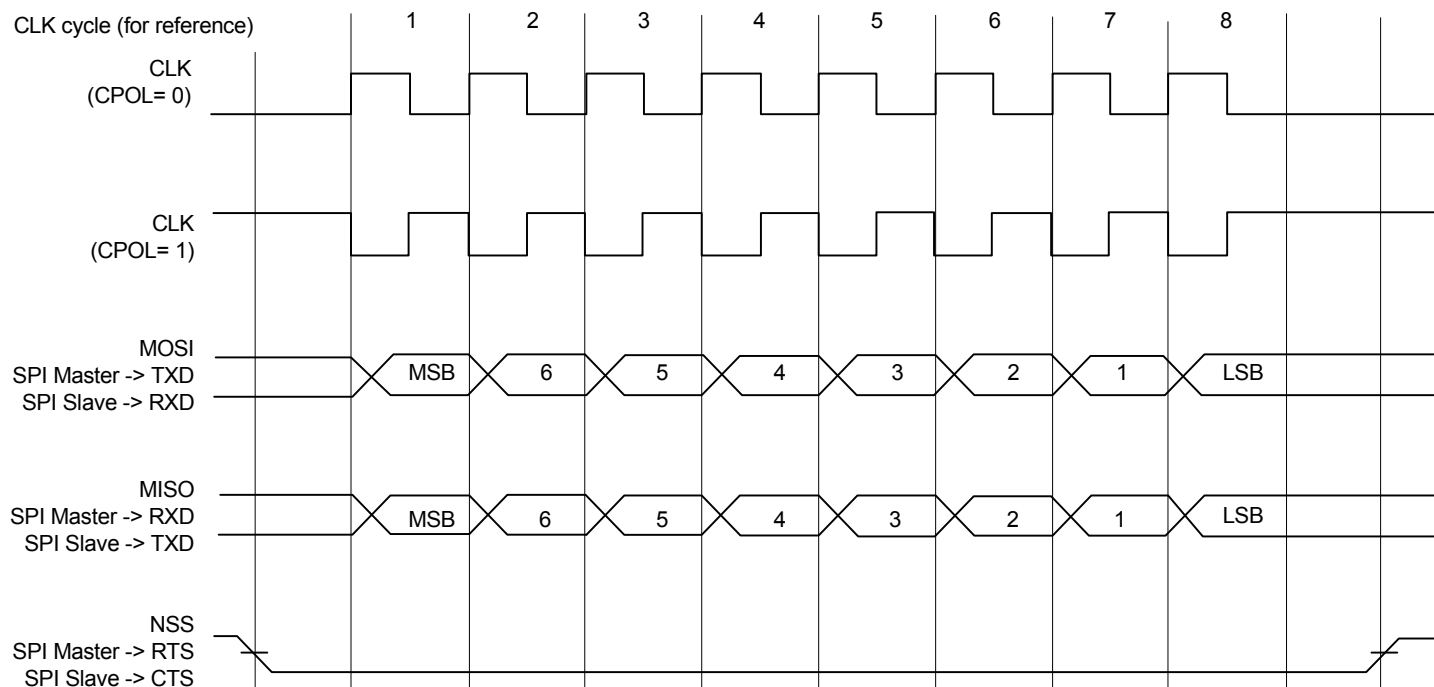 CLK cycle (for reference)
1 2 3 4 5 6 7 8
CLK
(CPOL= 0)
CLK
(CPOL= 1)
MOSI
SPI Master -> TXD
SPI Slave -> RXD
MSB 6 5 4 3 2 1 LSB
MISO
SPI Master -> RXD
SPI Slave -> TXD
MSB 6 5 4 3 2 1 LSB
NSS
SPI Master -> RTS
SPI Slave -> CTS